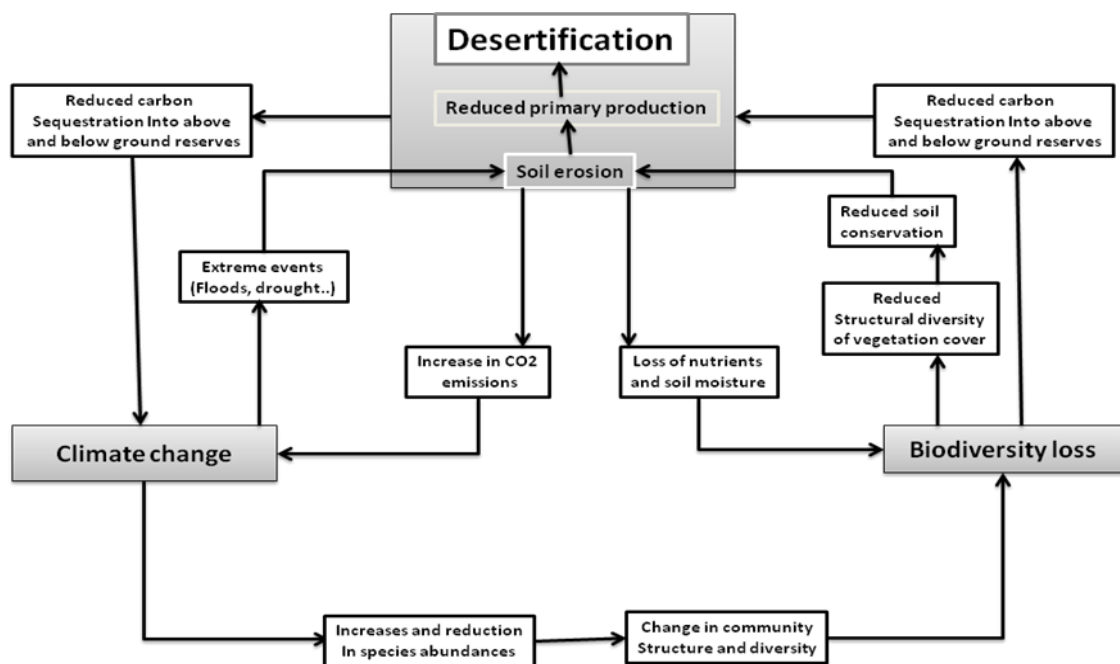 Desertification
Reduced primary production
Soil erosion
Reduced carbon
Sequestration Into above
and below ground reserves
Reduced carbon
Sequestration Into above
and below ground reserves
Extreme events
(Floods, drought..)
Reduced soil
conservation
Reduced
Structural diversity
of vegetation cover
Increase in CO2
emissions
Loss of nutrients
and soil moisture
Climate change
Biodiversity loss
Increases and reduction
In species abundances
Change in community
Structure and diversity